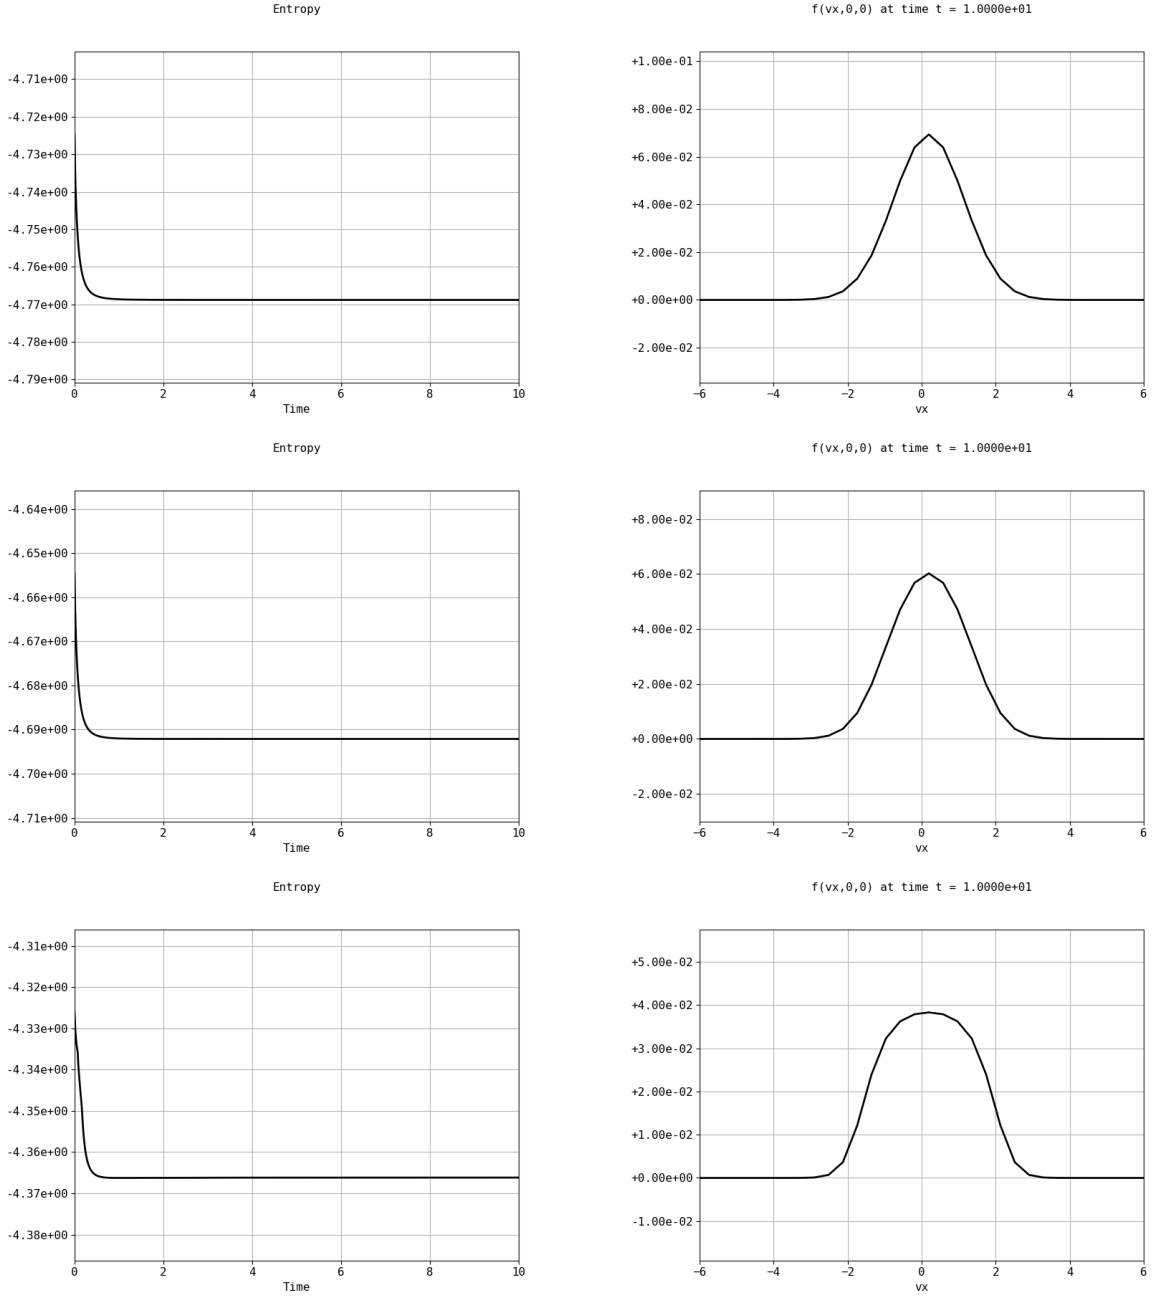 Entropy
f(vx,0,0) at time t = 1.0000e+01
-4.71e+00
-4.72e+00
-4.73e+00
-4.74e+00
-4.75e+00
-4.76e+00
-4.77e+00
-4.78e+00
-4.79e+00
0 2 4 6 8 10
Time
+1.00e-01
+8.00e-02
+6.00e-02
+4.00e-02
+2.00e-02
+0.00e+00
-2.00e-02
−6 −4 −2 0 2 4 6
vx
Entropy
f(vx,0,0) at time t = 1.0000e+01
-4.64e+00
-4.65e+00
-4.66e+00
-4.67e+00
-4.68e+00
-4.69e+00
-4.70e+00
-4.71e+00
0 2 4 6 8 10
Time
+8.00e-02
+6.00e-02
+4.00e-02
+2.00e-02
+0.00e+00
-2.00e-02
−6 −4 −2 0 2 4 6
vx
Entropy
f(vx,0,0) at time t = 1.0000e+01
-4.31e+00
-4.32e+00
-4.33e+00
-4.34e+00
-4.35e+00
-4.36e+00
-4.37e+00
-4.38e+00
0 2 4 6 8 10
Time
+5.00e-02
+4.00e-02
+3.00e-02
+2.00e-02
+1.00e-02
+0.00e+00
-1.00e-02
−6 −4 −2 0 2 4 6
vx